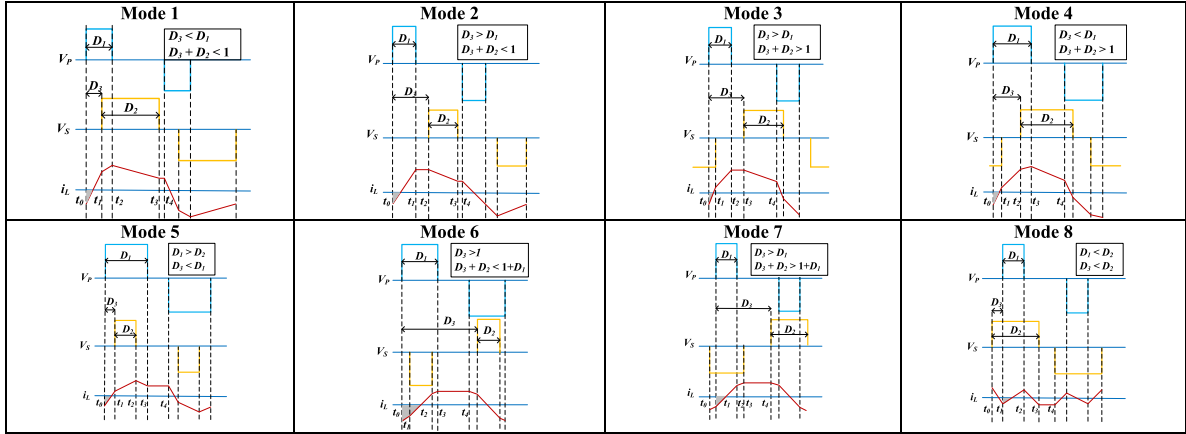 Mode 1
D3 < D1
D3 + D2 < 1
D1
VP
D2
D2
VS
iL
t0 t1 t2 t3 t4
Mode 2
D3 > D1
D3 + D2 < 1
D1
VP
D3
D2
VS
iL
t0 t1 t2 t3 t4
Mode 3
D3 > D1
D3 + D2 > 1
D1
VP
D3
D2
VS
iL
t0 t1 t2 t3 t4
Mode 4
D3 < D1
D3 + D2 > 1
D1
VP
D3
D2
VS
iL
t0 t1 t2 t3 t4
Mode 5
D1 > D2
D3 < D1
D1
VP
D3
D2
VS
iL
t0 t1 t2 t3 t4
Mode 6
D3 >1
D3 + D2 < 1+D1
D1
VP
D3
D2
VS
iL
t0 t1 t2 t3 t4
Mode 7
D3 > D1
D3 + D2 > 1+D1
D1
VP
D3
D2
VS
iL
t0 t1 t2 t3 t4
Mode 8
D1 < D2
D3 < D2
D1
VP
D3
D2
VS
iL
t0 t1 t2 t3 t4